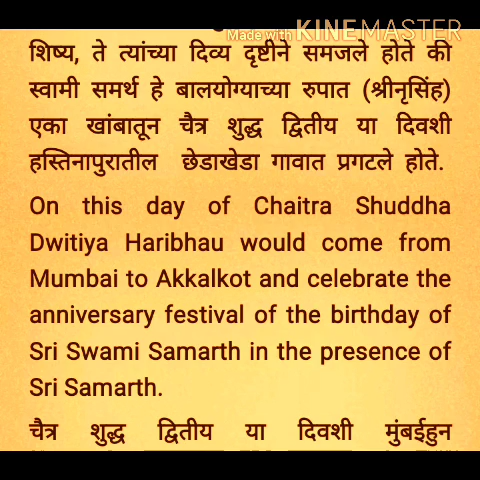 Made with KINEMASTER
शिष्य, ते त्यांच्या दिव्य दृष्टीने समजले होते की
स्वामी समर्थ हे बालयोग्याच्या रुपात (श्रीनृसिंह)
एका खांबातून चैत्र शुद्ध द्वितीय या दिवशी
हस्तिनापुरातील छेडाखेडा गावात प्रगटले होते.
On this day of Chaitra Shuddha
Dwitiya Haribhau would come from
Mumbai to Akkalkot and celebrate the
anniversary festival of the birthday of
Sri Swami Samarth in the presence of
Sri Samarth.
चैत्र शुद्ध द्वितीय या दिवशी मुंबईहुन